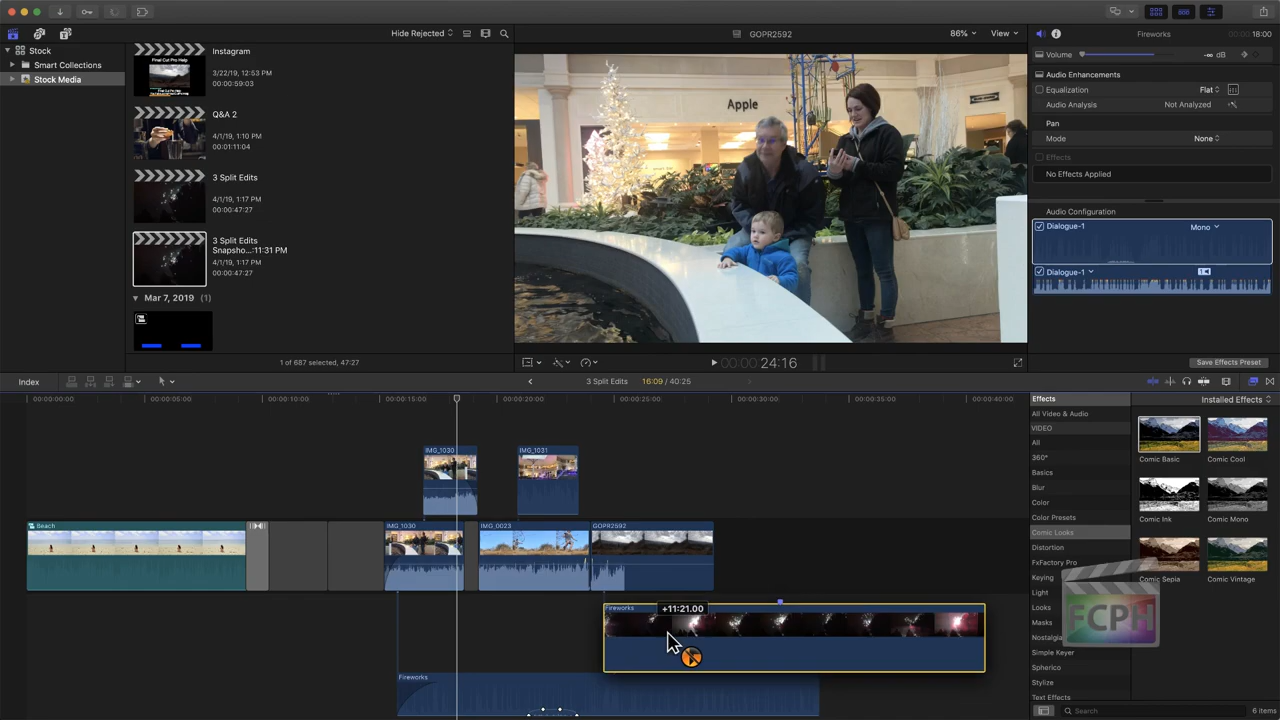 Hide Rejected
GOPR2592
86%
View
Fireworks
00:00:18:00
Stock
Smart Collections
Stock Media
Instagram
3/22/19, 12:53 PM
00:00:59:03
Final Cut Pro Help
Q&A 2
4/1/19, 1:10 PM
00:01:11:04
3 Split Edits
4/1/19, 1:17 PM
00:00:47:27
3 Split Edits
Snapsho...:11:31 PM
4/1/19, 1:17 PM
00:00:47:27
Mar 7, 2019 (1)
1 of 687 selected, 47:27
Apple
00:00:24:16
Volume
-∞ dB
Audio Enhancements
Equalization
Flat
Audio Analysis
Not Analyzed
Pan
Mode
None
Effects
No Effects Applied
Audio Configuration
Dialogue-1
Mono
Dialogue-1
Save Effects Preset
Index
3 Split Edits
16:09 / 40:25
00:00:00:00
00:00:05:00
00:00:10:00
00:00:15:00
00:00:20:00
00:00:25:00
00:00:30:00
00:00:35:00
00:00:40:00
IMG_1030
IMG_1031
Beach
IMG_1030
IMG_0023
GOPR2592
Fireworks
+11:21.00
Fireworks
Effects
Installed Effects
All Video & Audio
VIDEO
All
360°
Basics
Blur
Color
Color Presets
Comic Looks
Distortion
FxFactory Pro
Keying
Light
Looks
Masks
Nostalgia
Simple Keyer
Spherico
Stylize
Text Effects
Comic Basic
Comic Cool
Comic Ink
Comic Mono
Comic Sepia
Comic Vintage
FCPH
Search
6 items